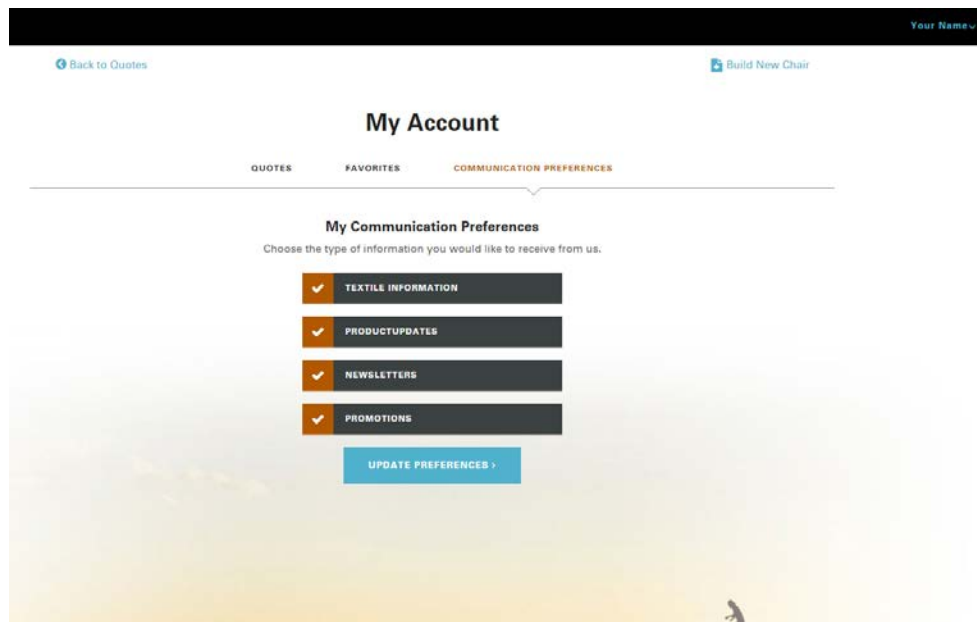 Your Name
Back to Quotes
Build New Chair
My Account
QUOTES FAVORITES COMMUNICATION PREFERENCES
My Communication Preferences
Choose the type of information you would like to receive from us.
TEXTILE INFORMATION
PRODUCTUPDATES
NEWSLETTERS
PROMOTIONS
UPDATE PREFERENCES ›